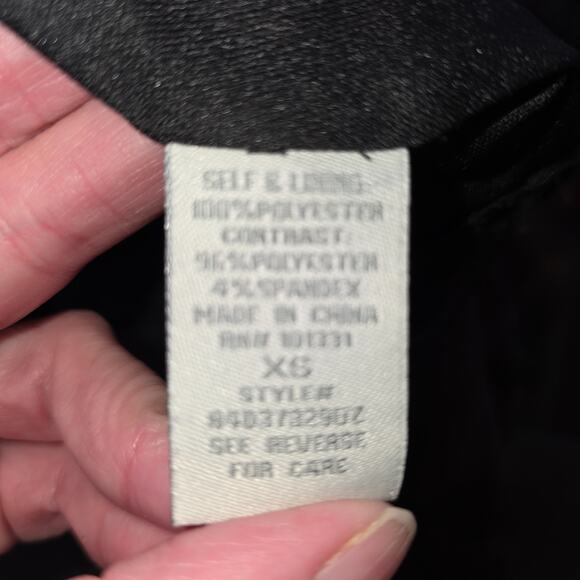 SELF & LINING:
100%POLYESTER
CONTRAST:
96%POLYESTER
4%SPANDEX
MADE IN CHINA
RN# 101331
XS
STYLE#
SEE REVERSE
FOR CARE